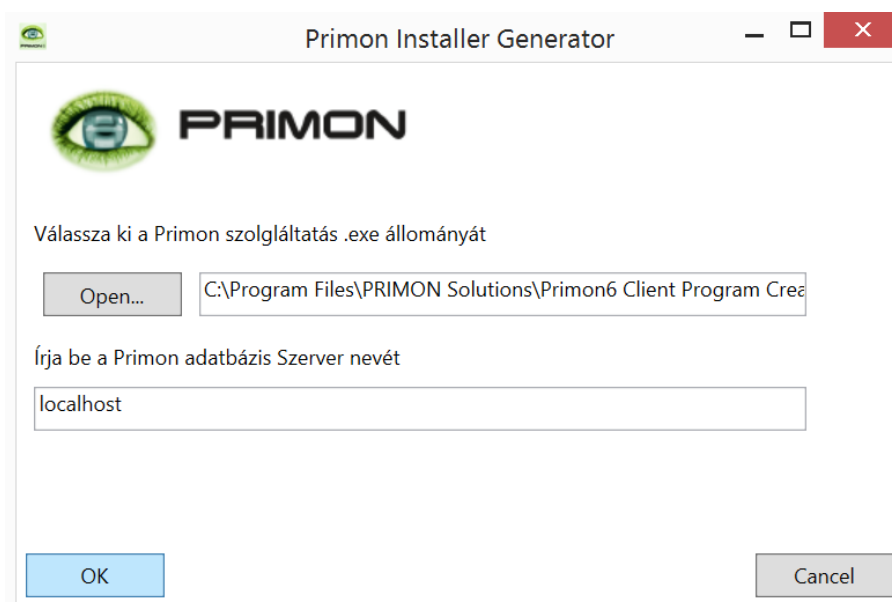 Primon Installer Generator
PRIMON
Válassza ki a Primon szolgláltatás .exe állományát
Open...
C:\Program Files\PRIMON Solutions\Primon6 Client Program Crea
Írja be a Primon adatbázis Szerver nevét
localhost
OK
Cancel